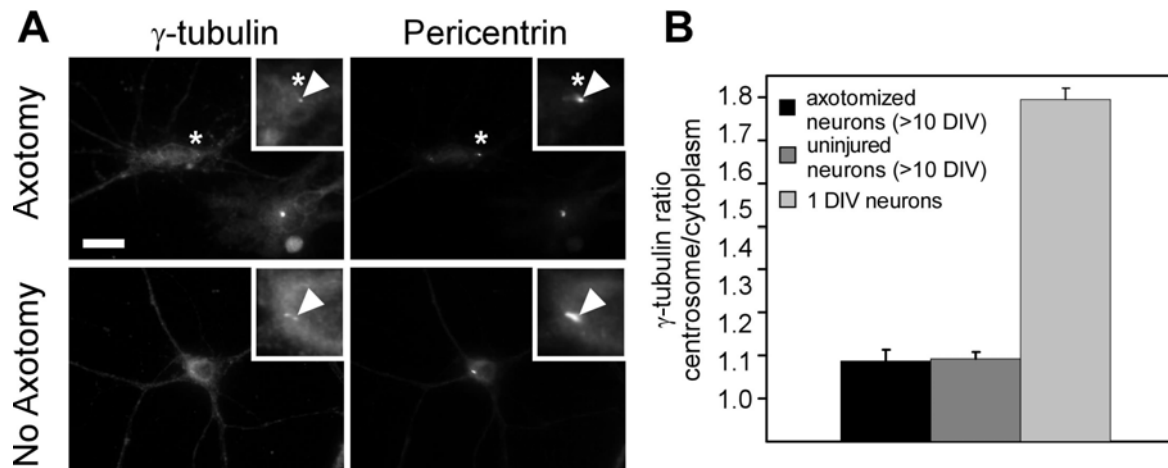 A
γ-tubulin
Pericentrin
Axotomy
*
*
*
*
No Axotomy
B
γ-tubulin ratio
centrosome/cytoplasm
1.8
1.7
1.6
1.5
1.4
1.3
1.2
1.1
1.0
axotomized
neurons (>10 DIV)
uninjured
neurons (>10 DIV)
1 DIV neurons